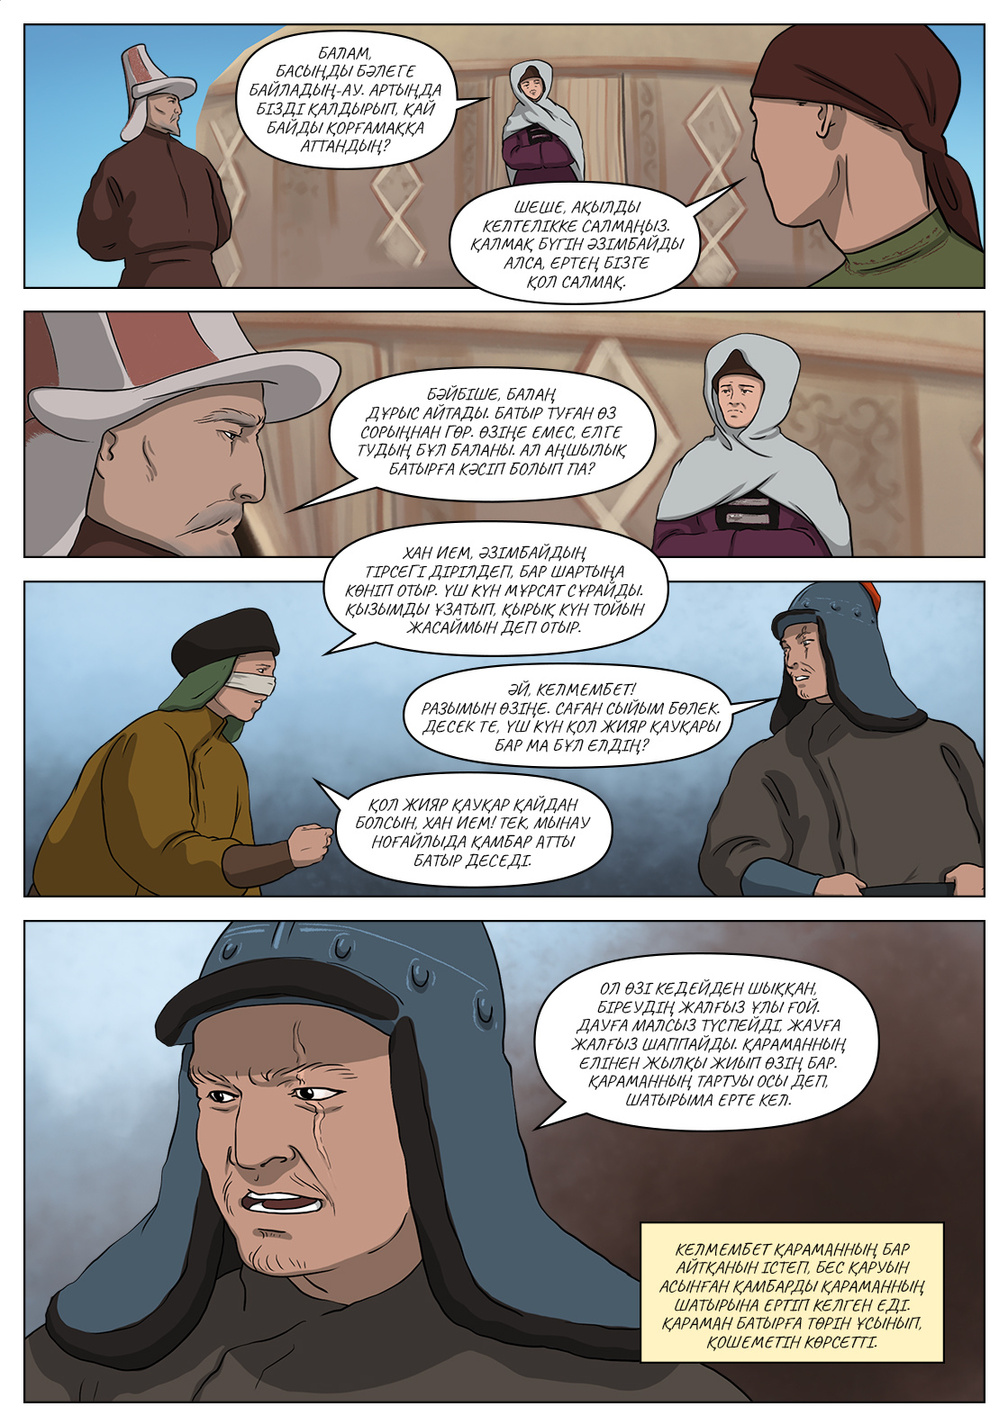 БАЛАМ,
БАСЫҢДЫ БӘЛЕГЕ
БАЙЛАДЫҢ-АУ. АРТЫҢДА
БІЗДІ ҚАЛДЫРЫП, ҚАЙ
БАЙДЫ ҚОРҒАМАҚҚА
АТТАНДЫҢ?
ШЕШЕ, АҚЫЛДЫ
КЕЛТЕЛІККЕ САЛМАҢЫЗ.
ҚАЛМАҚ БҮГІН ӘЗІМБАЙДЫ
АЛСА, ЕРТЕҢ БІЗГЕ
ҚОЛ САЛМАҚ.
БӘЙБІШЕ, БАЛАҢ
ДҰРЫС АЙТАДЫ. БАТЫР ТУҒАН ӨЗ
СОРЫҢНАН ГӨР. ӨЗІҢЕ ЕМЕС, ЕЛГЕ
ТУДЫҢ БҰЛ БАЛАНЫ. АЛ АҢШЫЛЫҚ
БАТЫРҒА КӘСІП БОЛЫП ПА?
ХАН ИЕМ, ӘЗІМБАЙДЫҢ
ТІРСЕГІ ДІРІЛДЕП, БАР ШАРТЫҢА
КӨНІП ОТЫР. ҮШ КҮН МҰРСАТ СҰРАЙДЫ.
ҚЫЗЫМДЫ ҰЗАТЫП, ҚЫРЫҚ КҮН ТОЙЫН
ЖАСАЙМЫН ДЕП ОТЫР.
ӘЙ, КЕЛМЕМБЕТ!
РАЗЫМЫН ӨЗІҢЕ. САҒАН СЫЙЫМ БӨЛЕК.
ДЕСЕК ТЕ, ҮШ КҮН ҚОЛ ЖИЯР ҚАУҚАРЫ
БАР МА БҰЛ ЕЛДІҢ?
ҚОЛ ЖИЯР ҚАУҚАР ҚАЙДАН
БОЛСЫН, ХАН ИЕМ! ТЕК, МЫНАУ
НОҒАЙЛЫДА ҚАМБАР АТТЫ
БАТЫР ДЕСЕДІ.
ОЛ ӨЗІ КЕДЕЙДЕН ШЫҚҚАН,
БІРЕУДІҢ ЖАЛҒЫЗ ҰЛЫ ҒОЙ.
ДАУҒА МАЛСЫЗ ТҮСПЕЙДІ, ЖАУҒА
ЖАЛҒЫЗ ШАППАЙДЫ. ҚАРАМАННЫҢ
ЕЛІНЕН ЖЫЛҚЫ ЖИЫП ӨЗІҢ БАР.
ҚАРАМАННЫҢ ТАРТУЫ ОСЫ ДЕП,
ШАТЫРЫМА ЕРТЕ КЕЛ.
КЕЛМЕМБЕТ ҚАРАМАННЫҢ БАР
АЙТҚАНЫН ІСТЕП, БЕС ҚАРУЫН
АСЫНҒАН ҚАМБАРДЫ ҚАРАМАННЫҢ
ШАТЫРЫНА ЕРТІП КЕЛГЕН ЕДІ.
ҚАРАМАН БАТЫРҒА ТӨРІН ҰСЫНЫП,
ҚОШЕМЕТІН КӨРСЕТТІ.